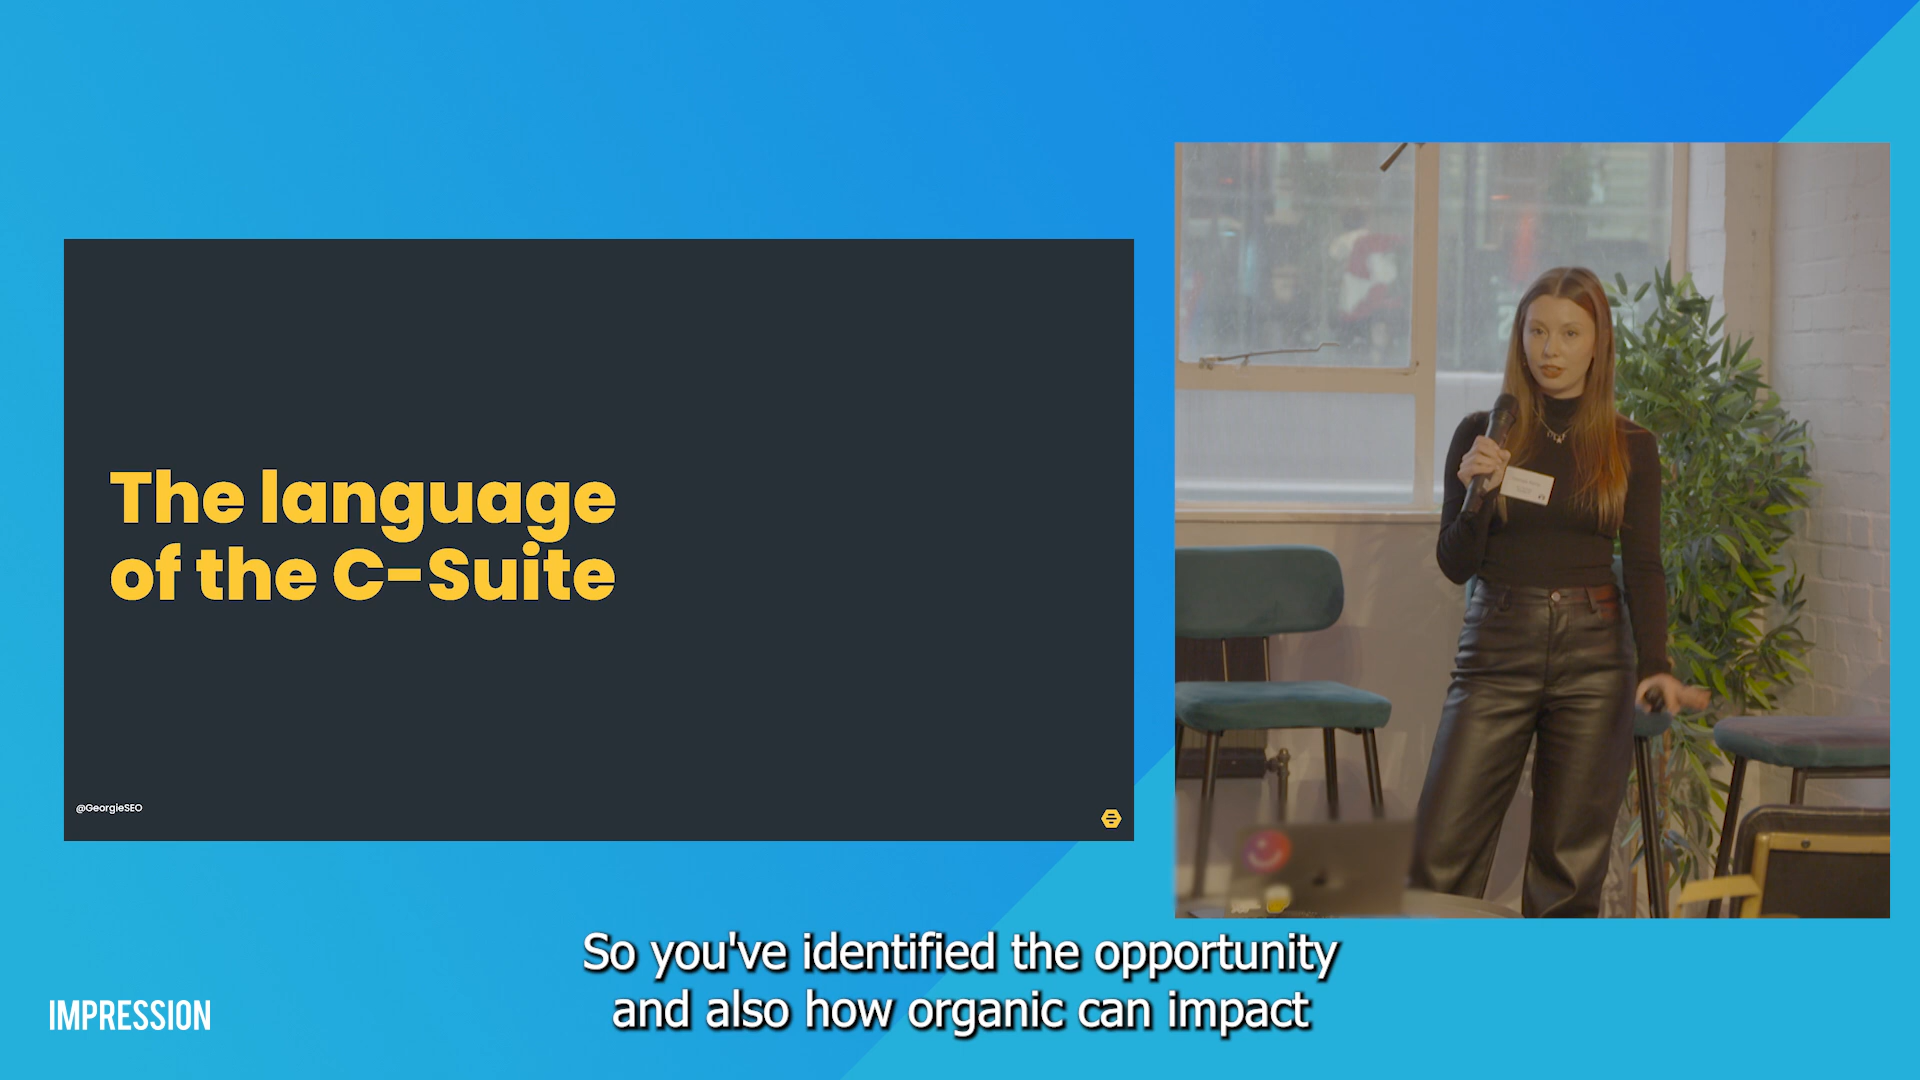 The language
of the C-Suite
@GeorgieSEO
So you've identified the opportunity
and also how organic can impact
IMPRESSION